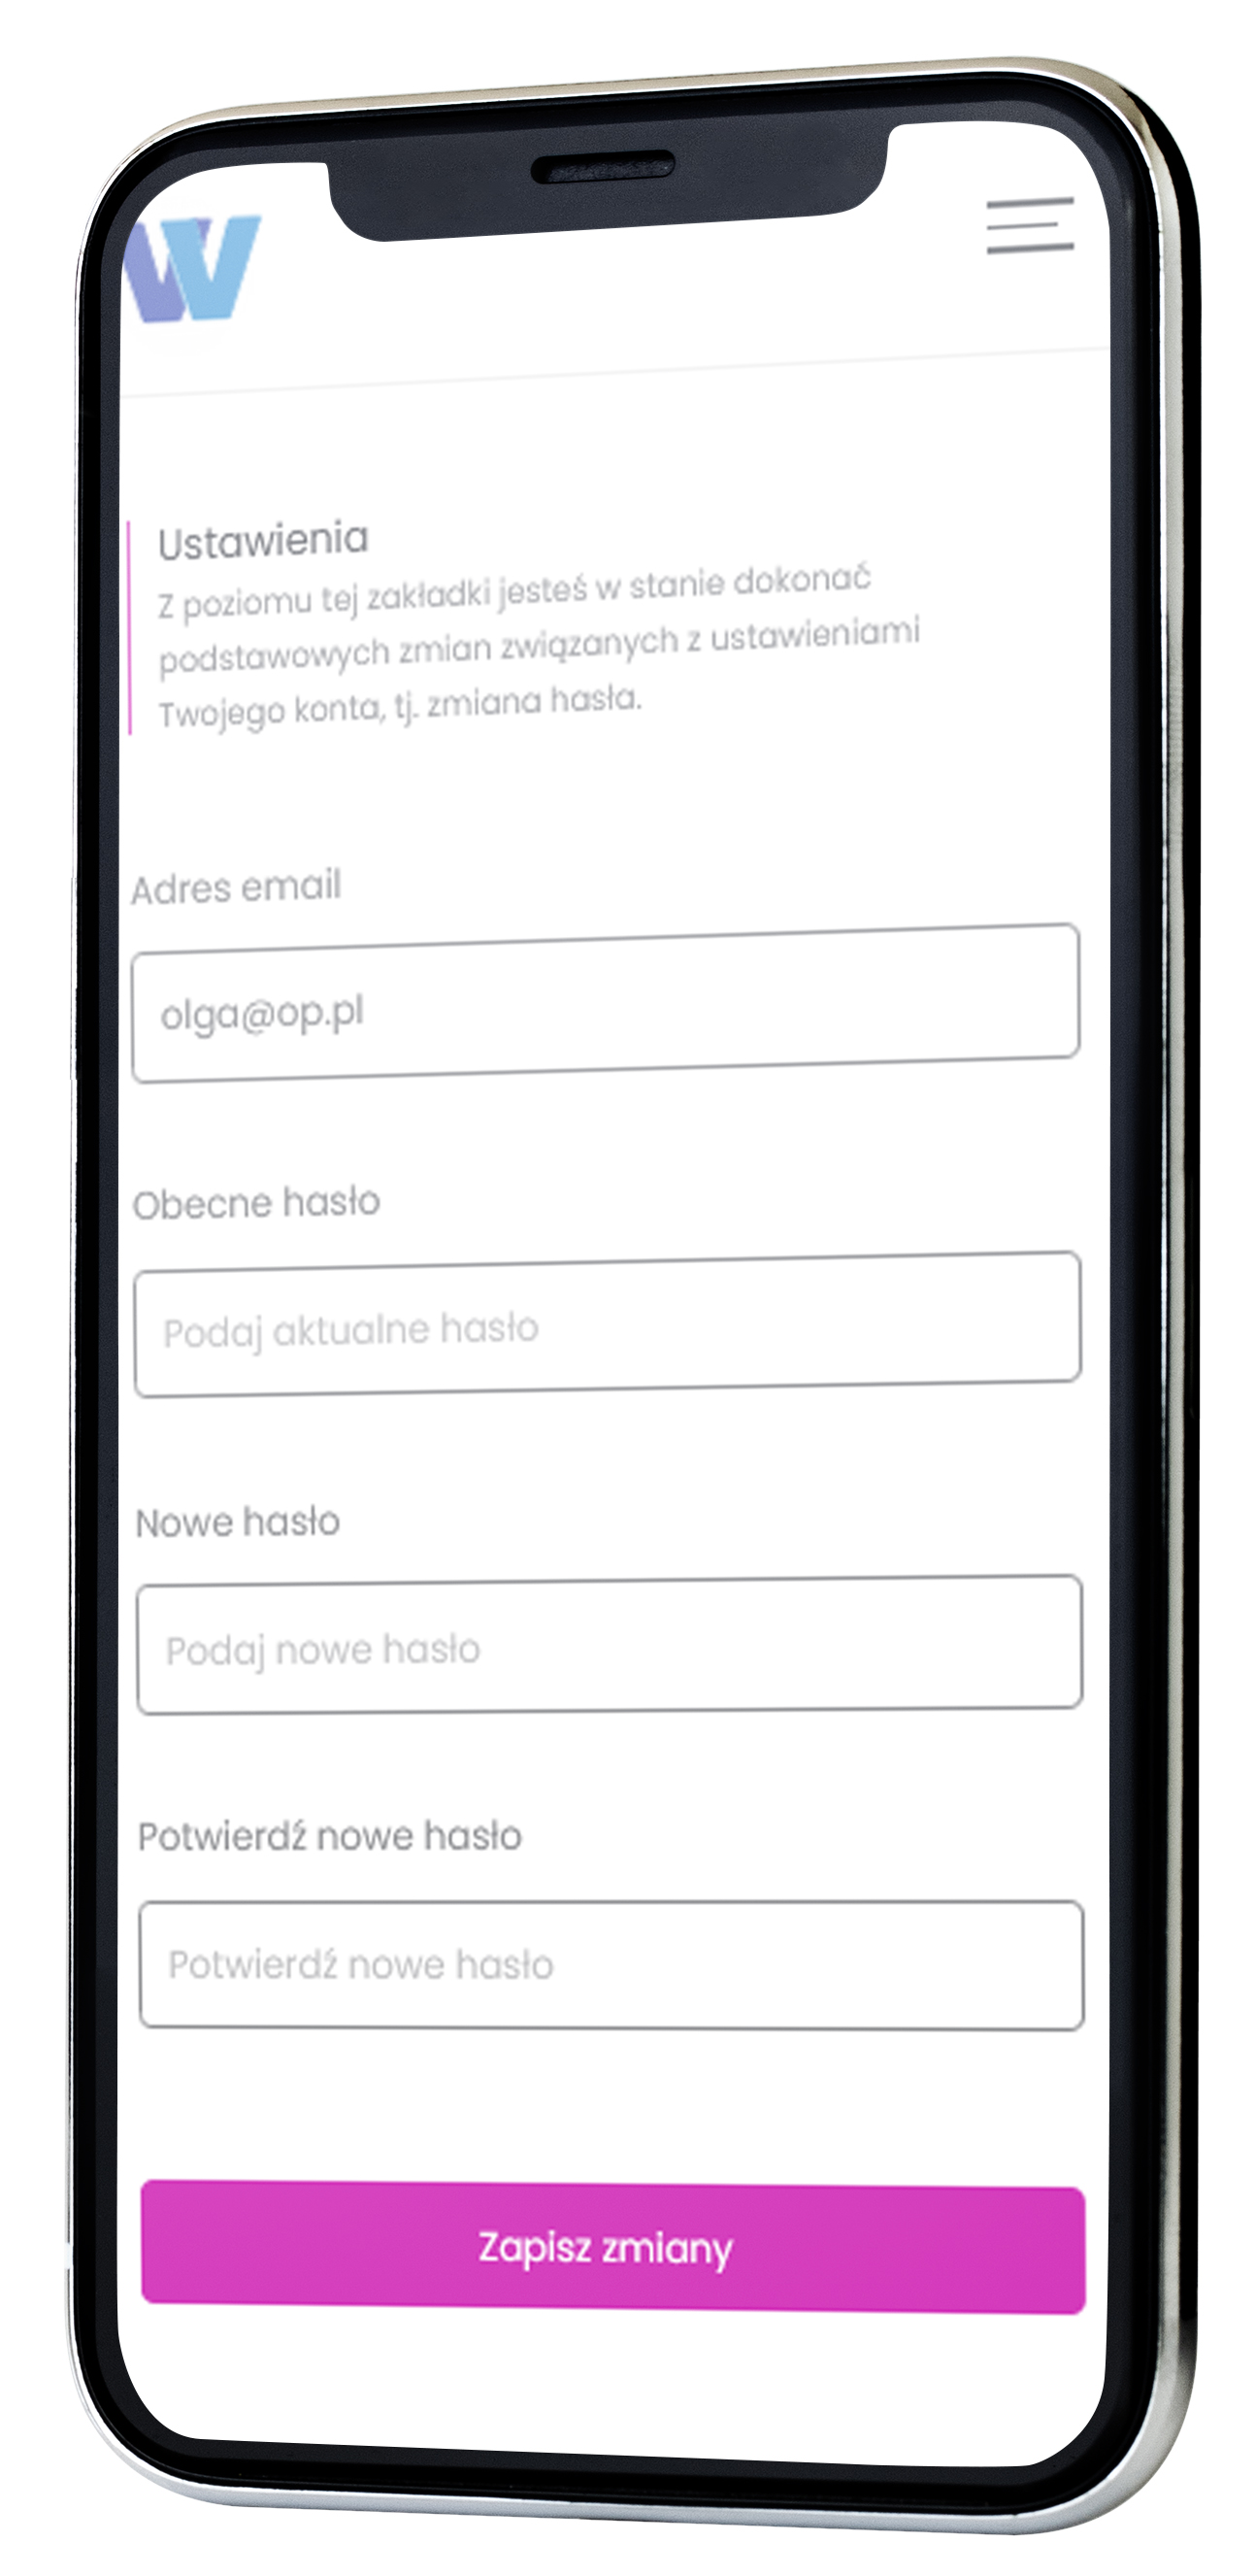 W
Ustawienia
Z poziomu tej zakładki jesteś w stanie dokonać
podstawowych zmian związanych z ustawieniami
Twojego konta, tj. zmiana hasła.
Adres email
olga@op.pl
Obecne hasło
Podaj aktualne hasło
Nowe hasło
Podaj nowe hasło
Potwierdź nowe hasło
Potwierdź nowe hasło
Zapisz zmiany